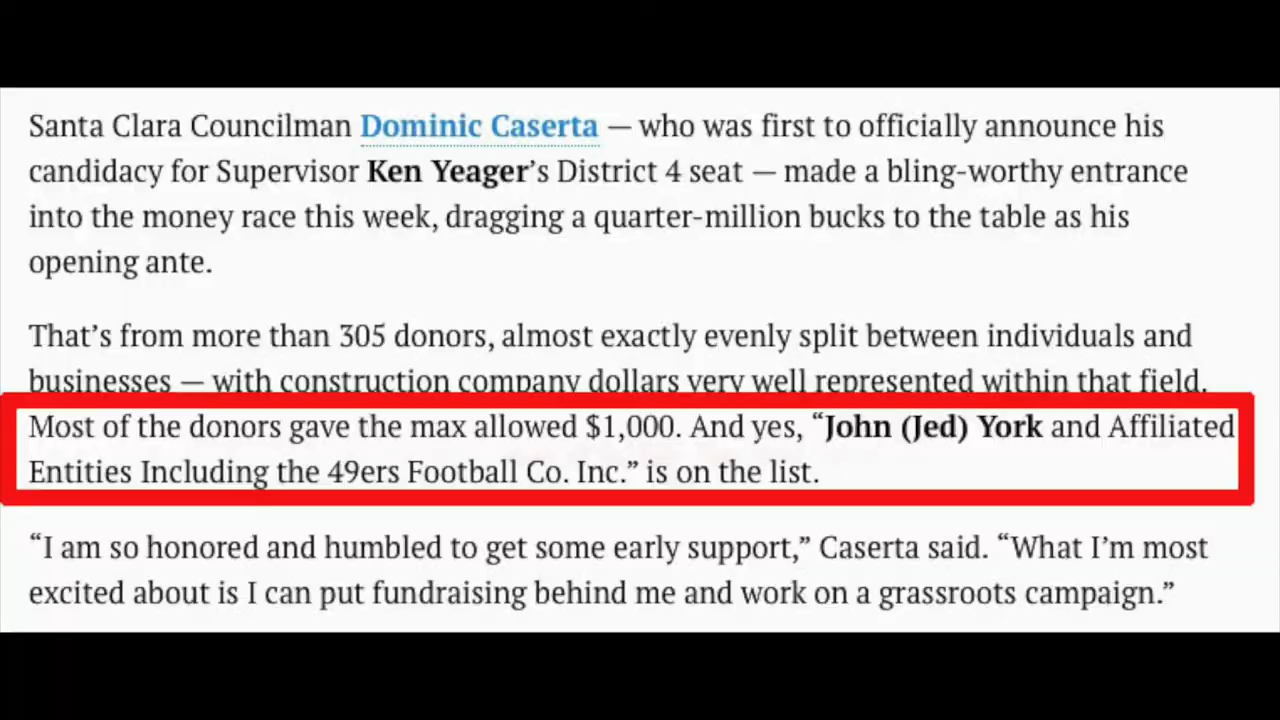 Santa Clara Councilman Dominic Caserta — who was first to officially announce his
candidacy for Supervisor Ken Yeager’s District 4 seat — made a bling-worthy entrance
into the money race this week, dragging a quarter-million bucks to the table as his
opening ante.
That’s from more than 305 donors, almost exactly evenly split between individuals and
businesses — with construction company dollars very well represented within that field.
Most of the donors gave the max allowed $1,000. And yes, “John (Jed) York and Affiliated
Entities Including the 49ers Football Co. Inc.” is on the list.
“I am so honored and humbled to get some early support,” Caserta said. “What I’m most
excited about is I can put fundraising behind me and work on a grassroots campaign.”